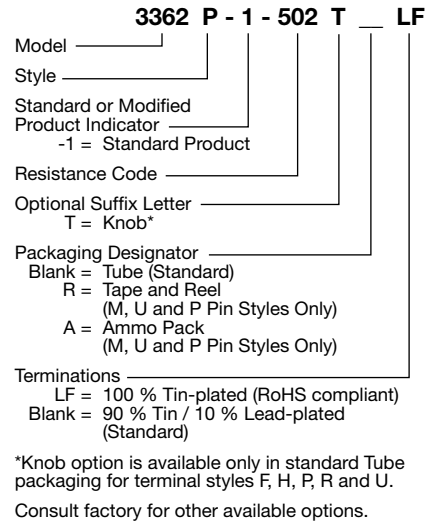 3362 P - 1 - 502 T __ LF
Model
Style
Standard or Modified
Product Indicator
-1 = Standard Product
Resistance Code
Optional Suffix Letter
T = Knob*
Packaging Designator
Blank = Tube (Standard)
R = Tape and Reel
(M, U and P Pin Styles Only)
A = Ammo Pack
(M, U and P Pin Styles Only)
Terminations
LF = 100 % Tin-plated (RoHS compliant)
Blank = 90 % Tin / 10 % Lead-plated
(Standard)
*Knob option is available only in standard Tube
packaging for terminal styles F, H, P, R and U.
Consult factory for other available options.